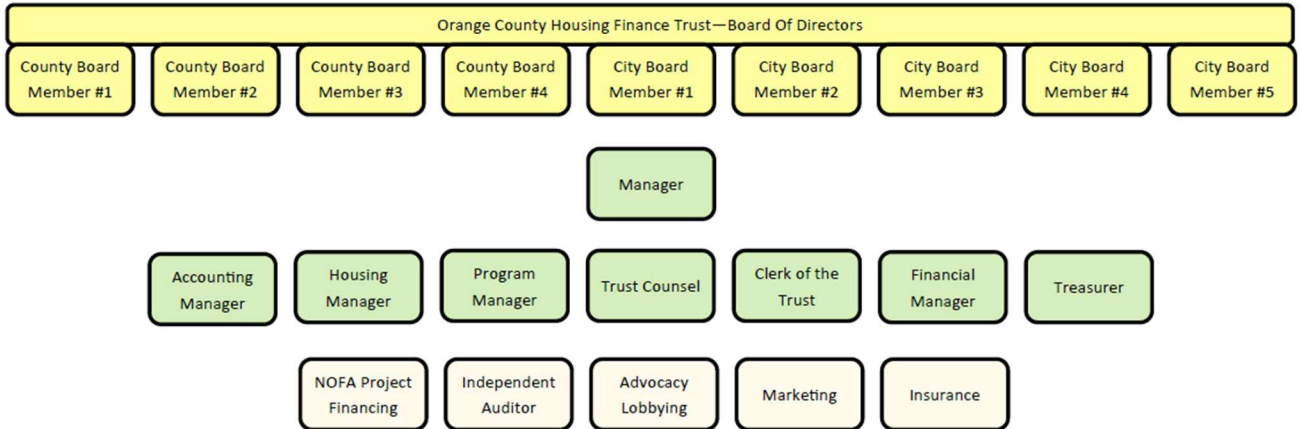 Orange County Housing Finance Trust—Board Of Directors
County Board
Member #1
County Board
Member #2
County Board
Member #3
County Board
Member #4
City Board
Member #1
City Board
Member #2
City Board
Member #3
City Board
Member #4
City Board
Member #5
Manager
Accounting
Manager
Housing
Manager
Program
Manager
Trust Counsel
Clerk of the
Trust
Financial
Manager
Treasurer
NOFA Project
Financing
Independent
Auditor
Advocacy
Lobbying
Marketing
Insurance